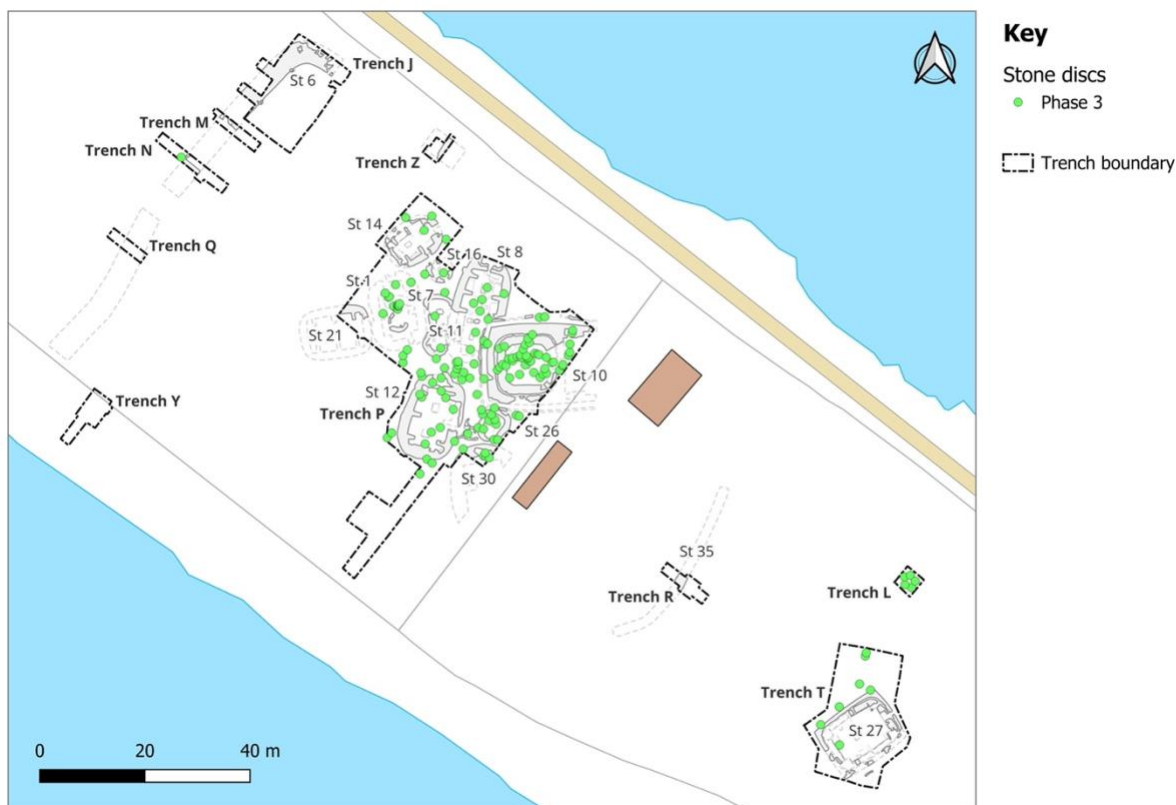 Key
Stone discs
Phase 3
Trench boundary
St 6
Trench J
Trench M
Trench N
Trench Z
Trench Q
St 14
St 16
St 8
St 1
St 7
St 21
St 11
St 10
St 12
Trench Y
Trench P
St 26
St 30
St 35
Trench R
Trench L
Trench T
St 27
0 20 40 m